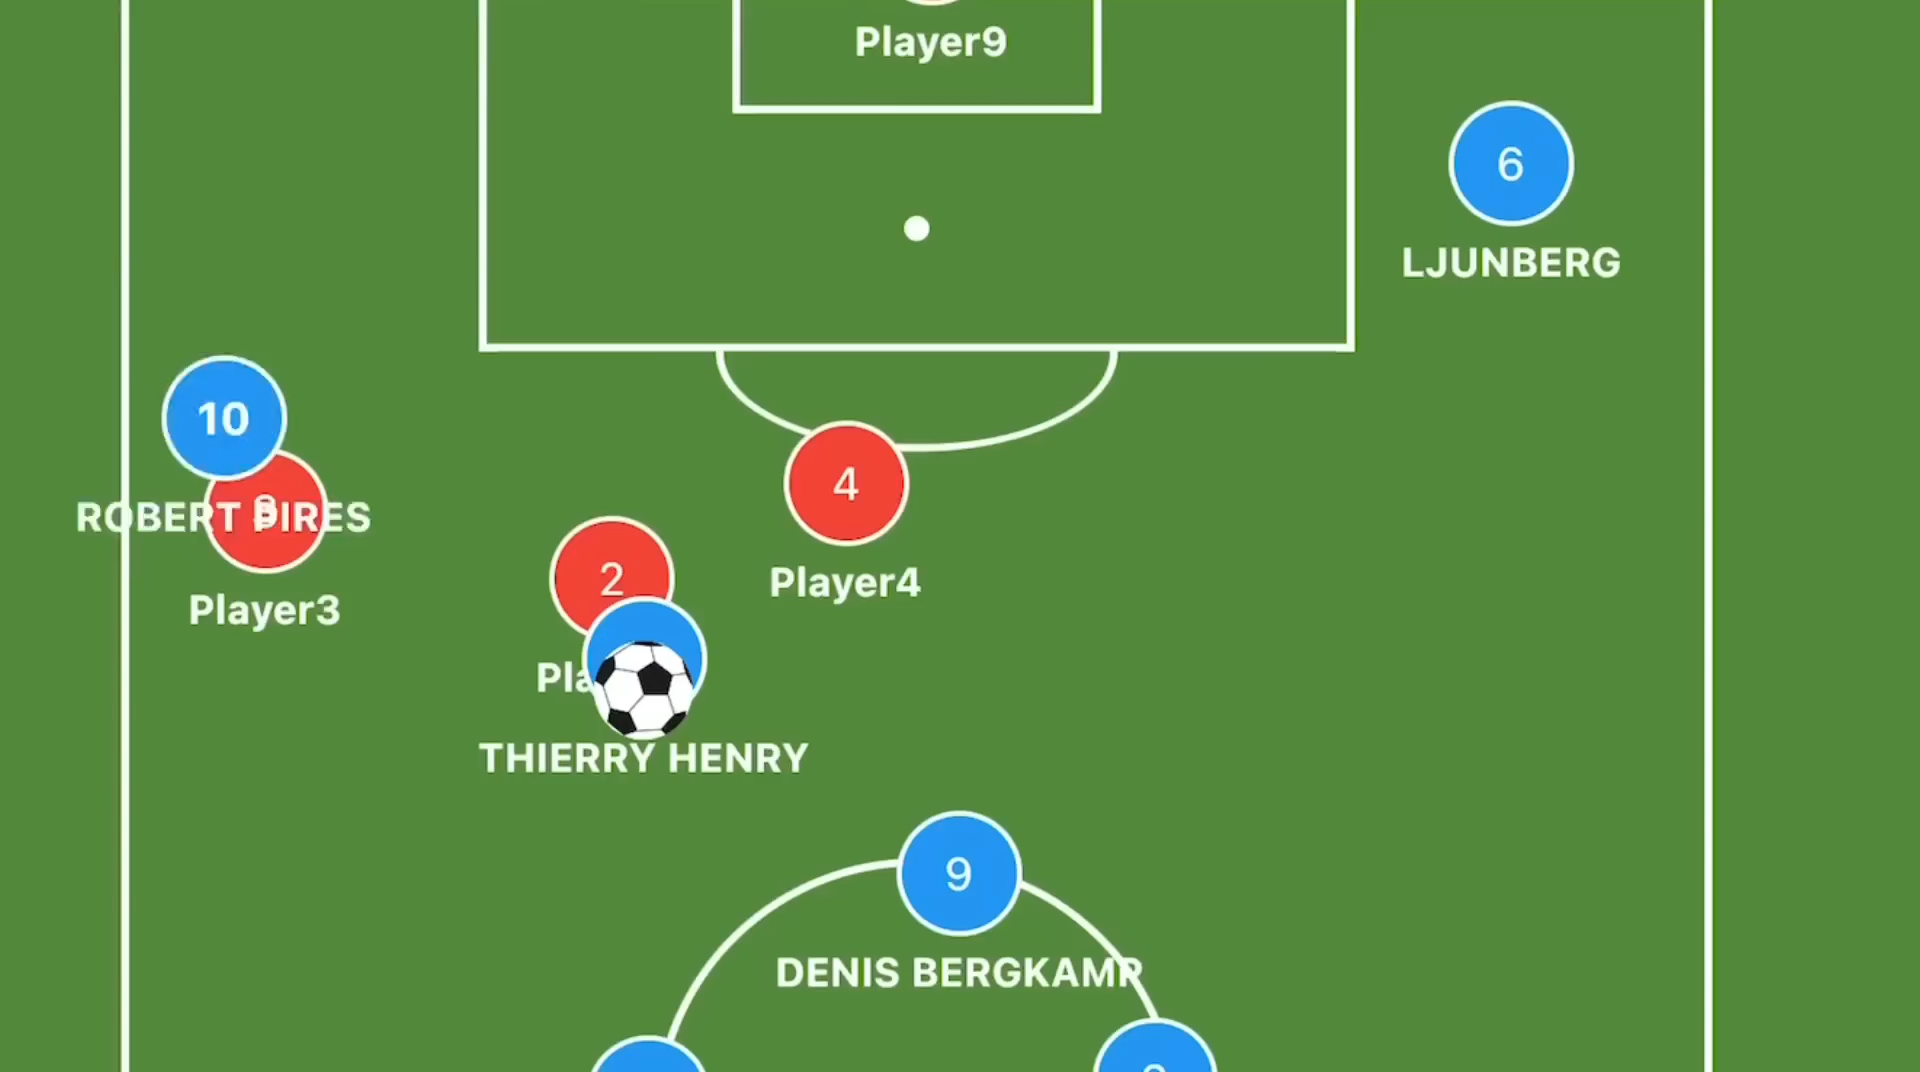 Player9
6
LJUNBERG
10
ROBERT PIRES
Player3
4
2
Player4
THIERRY HENRY
9
DENIS BERGKAMP